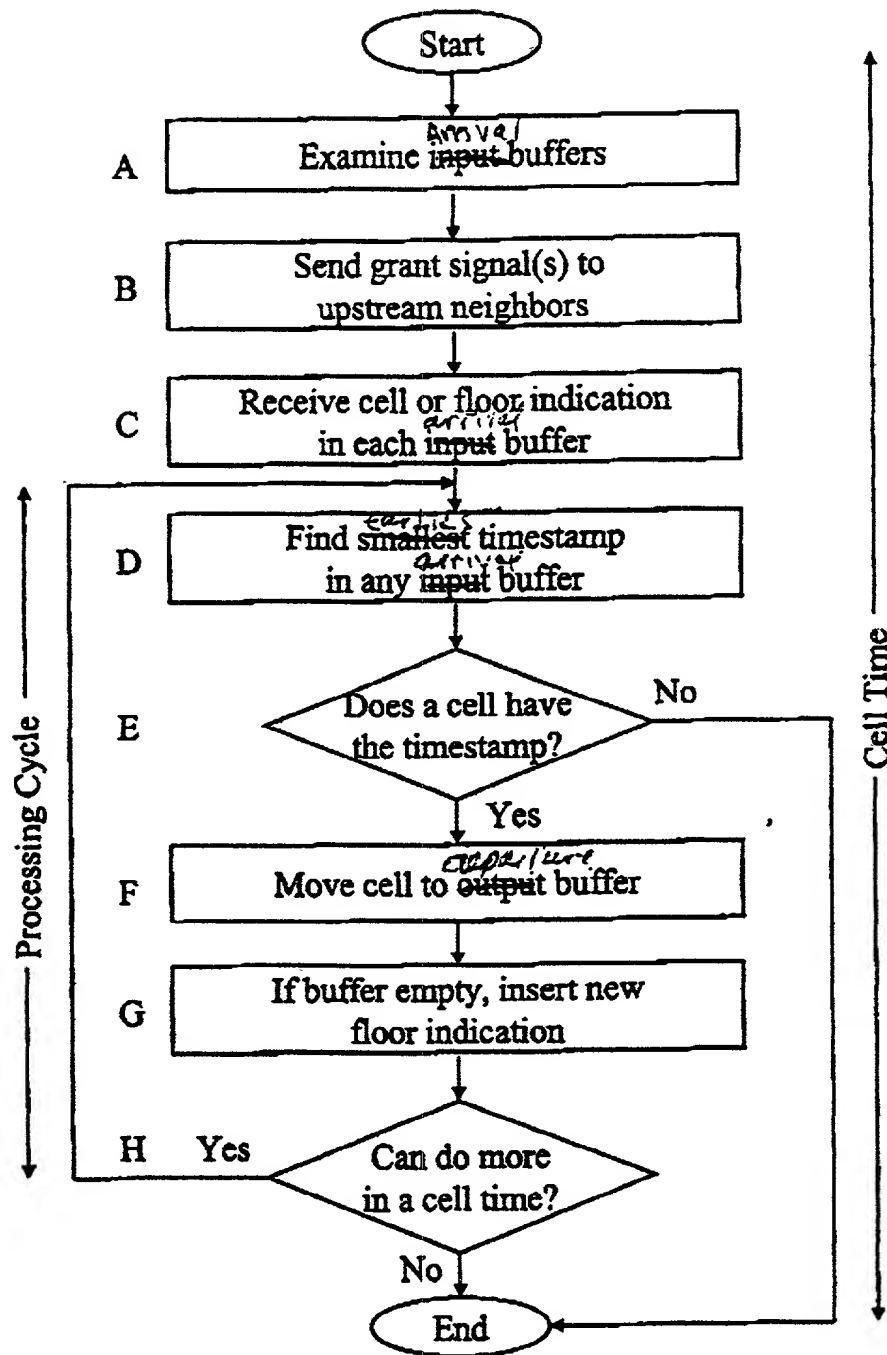 Start
Arrival
A
Examine input buffers
B
Send grant signal(s) to
upstream neighbors
C
Receive cell or floor indication
arrival
in each input buffer
earliest
D
Find smallest timestamp
arrival
in any input buffer
E
Does a cell have
the timestamp?
No
Yes
departure
F
Move cell to output buffer
G
If buffer empty, insert new
floor indication
H
Yes
Can do more
in a cell time?
No
End
Processing Cycle
Cell Time